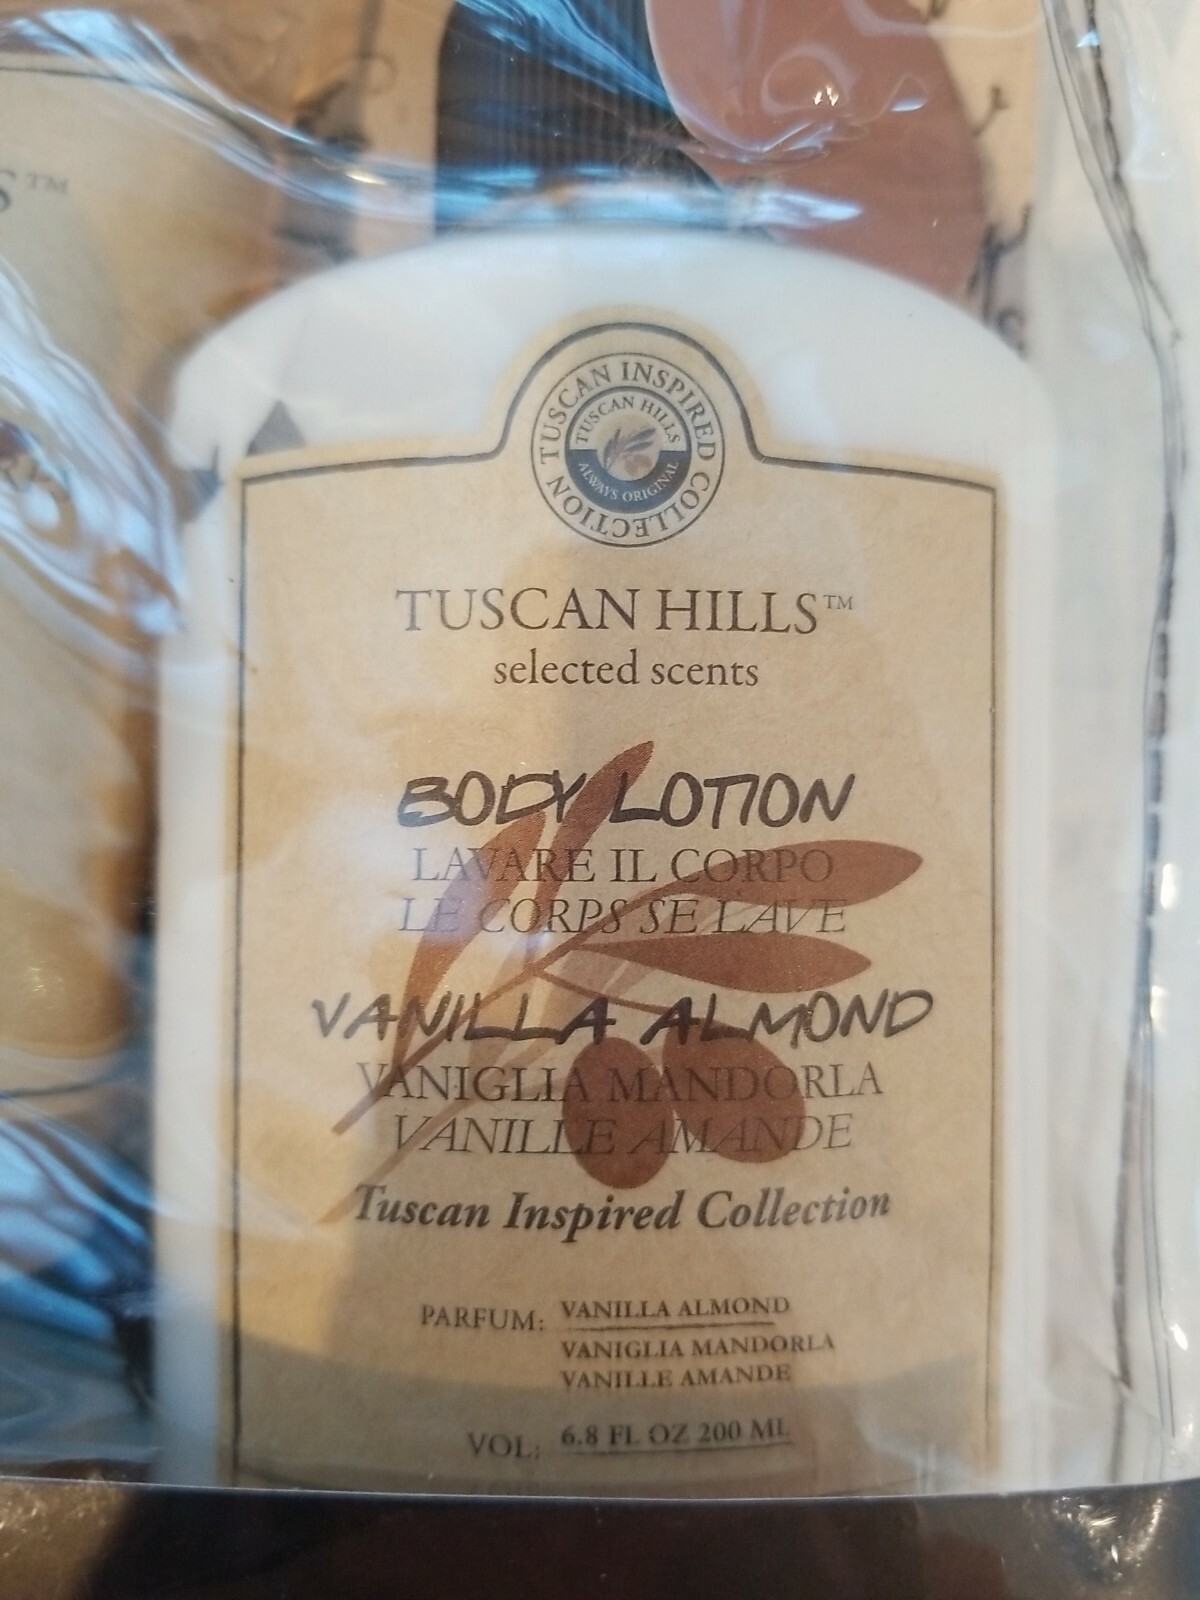 S™
TUSCAN INSPIRED COLLECTION
TUSCAN HILLS
ALWAYS ORIGINAL
TUSCAN HILLS™
selected scents
BODY LOTION
LAVARE IL CORPO
LE CORPS SE LAVE
VANILLA ALMOND
VANIGLIA MANDORLA
VANILLE AMANDE
Tuscan Inspired Collection
PARFUM: VANILLA ALMOND
VANIGLIA MANDORLA
VANILLE AMANDE
VOL: 6.8 FL OZ 200 ML